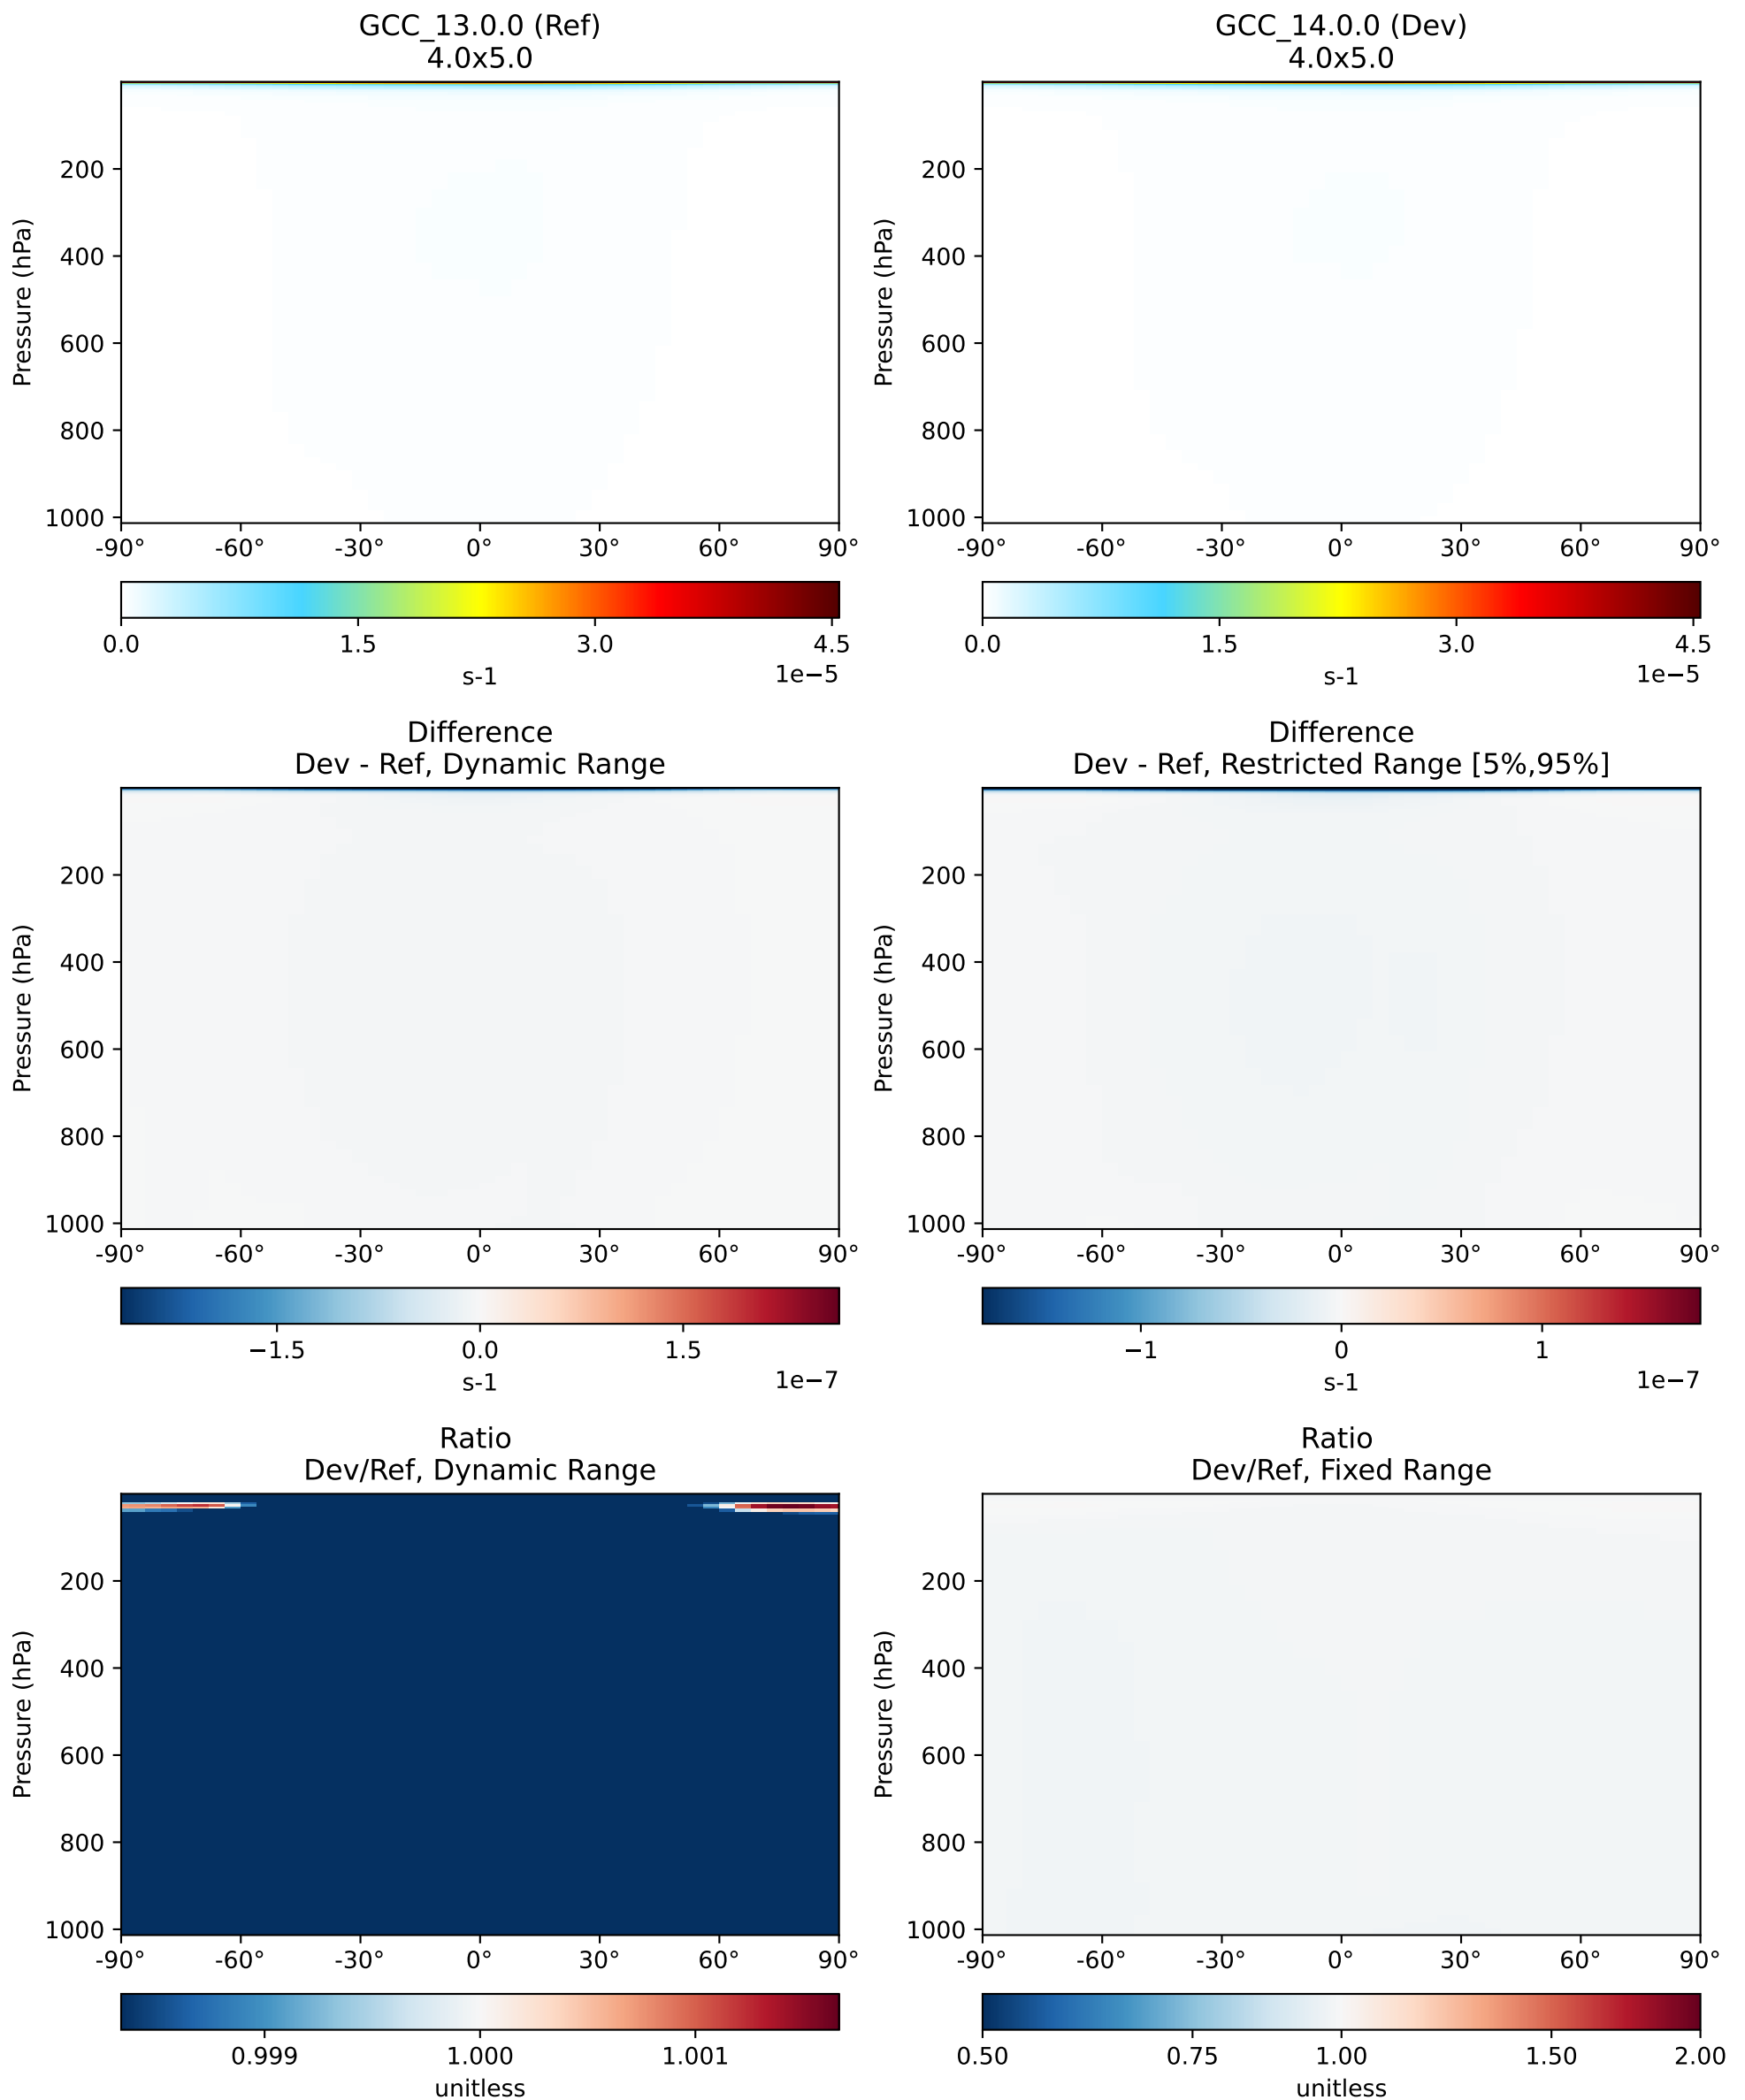 GCC_13.0.0 (Ref)
4.0x5.0
GCC_14.0.0 (Dev)
4.0x5.0
Pressure (hPa)
200
400
600
800
1000
-90° -60° -30° 0° 30° 60° 90°
0.0 1.5 3.0 4.5
1e−5
s-1
Pressure (hPa)
200
400
600
800
1000
-90° -60° -30° 0° 30° 60° 90°
0.0 1.5 3.0 4.5
1e−5
s-1
Difference
Dev - Ref, Dynamic Range
Pressure (hPa)
200
400
600
800
1000
-90° -60° -30° 0° 30° 60° 90°
−1.5 0.0 1.5
1e−7
s-1
Difference
Dev - Ref, Restricted Range [5%,95%]
Pressure (hPa)
200
400
600
800
1000
-90° -60° -30° 0° 30° 60° 90°
−1 0 1
1e−7
s-1
Ratio
Dev/Ref, Dynamic Range
Pressure (hPa)
200
400
600
800
1000
-90° -60° -30° 0° 30° 60° 90°
0.999 1.000 1.001
unitless
Ratio
Dev/Ref, Fixed Range
Pressure (hPa)
200
400
600
800
1000
-90° -60° -30° 0° 30° 60° 90°
0.50 0.75 1.00 1.50 2.00
unitless